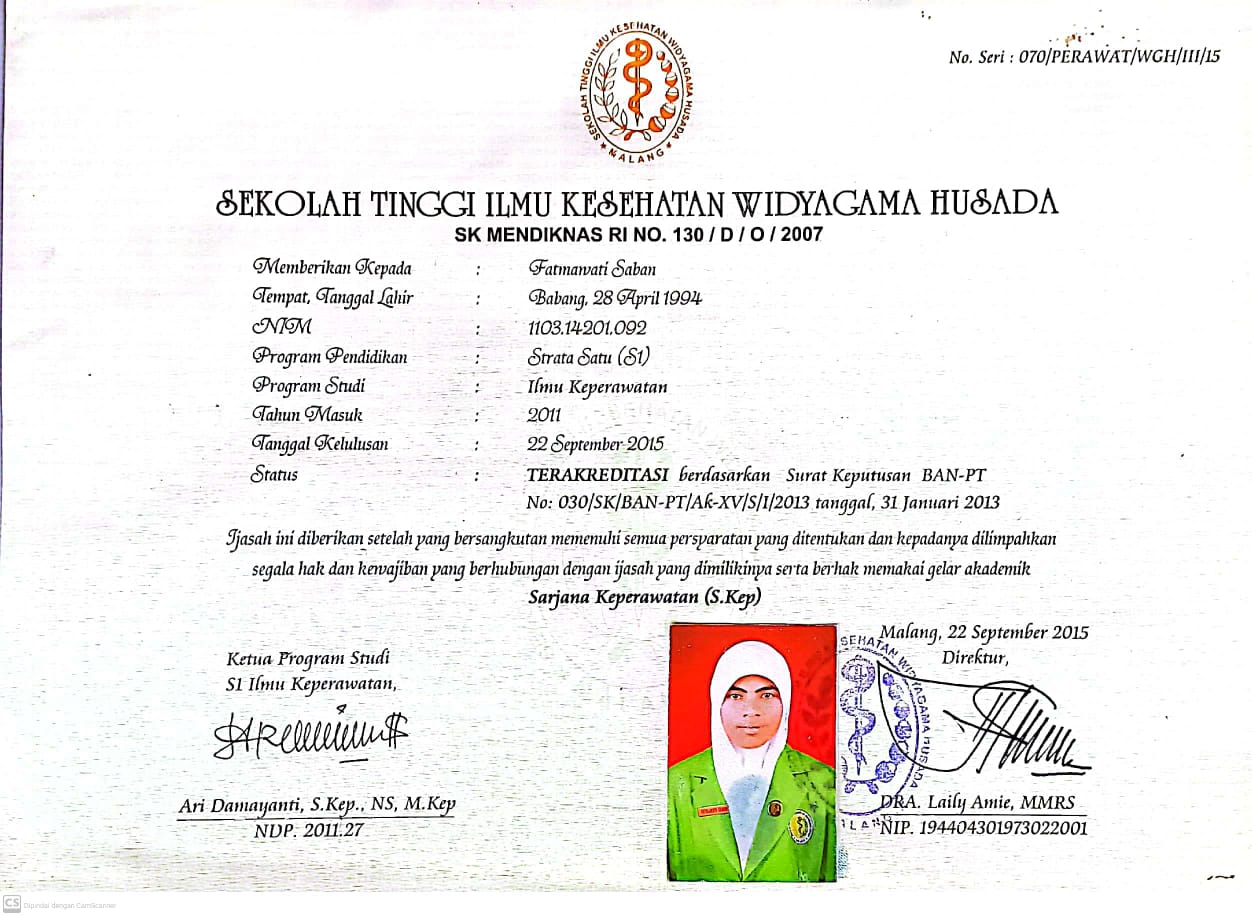 SEKOLAH TINGGI ILMU KESEHATAN WIDYAGAMA HUSADA
MALANG
No. Seri : 070/PERAWAT/WGH/III/15
SEKOLAH TINGGI ILMU KESEHATAN WIDYAGAMA HUSADA
SK MENDIKNAS RI NO. 130 / D / O / 2007
Memberikan Kepada : Fatmawati Saban
Tempat, Tanggal Lahir : Babang, 28 April 1994
NIM : 1103.14201.092
Program Pendidikan : Strata Satu (S1)
Program Studi : Ilmu Keperawatan
Tahun Masuk : 2011
Tanggal Kelulusan : 22 September 2015
Status : TERAKREDITASI berdasarkan Surat Keputusan BAN-PT
No: 030/SK/BAN-PT/Ak-XV/S/I/2013 tanggal, 31 Januari 2013
Ijasah ini diberikan setelah yang bersangkutan memenuhi semua persyaratan yang ditentukan dan kepadanya dilimpahkan
segala hak dan kewajiban yang berhubungan dengan ijasah yang dimilikinya serta berhak memakai gelar akademik
Sarjana Keperawatan (S.Kep)
Malang, 22 September 2015
Direktur,
Ketua Program Studi
S1 Ilmu Keperawatan,
SEHATAN WIDYAGAMA HUSADA
Ari Damayanti, S.Kep., NS, M.Kep
NDP. 2011.27
DRA. Laily Amie, MMRS
NIP. 194404301973022001
CS Dipindai dengan CamScanner